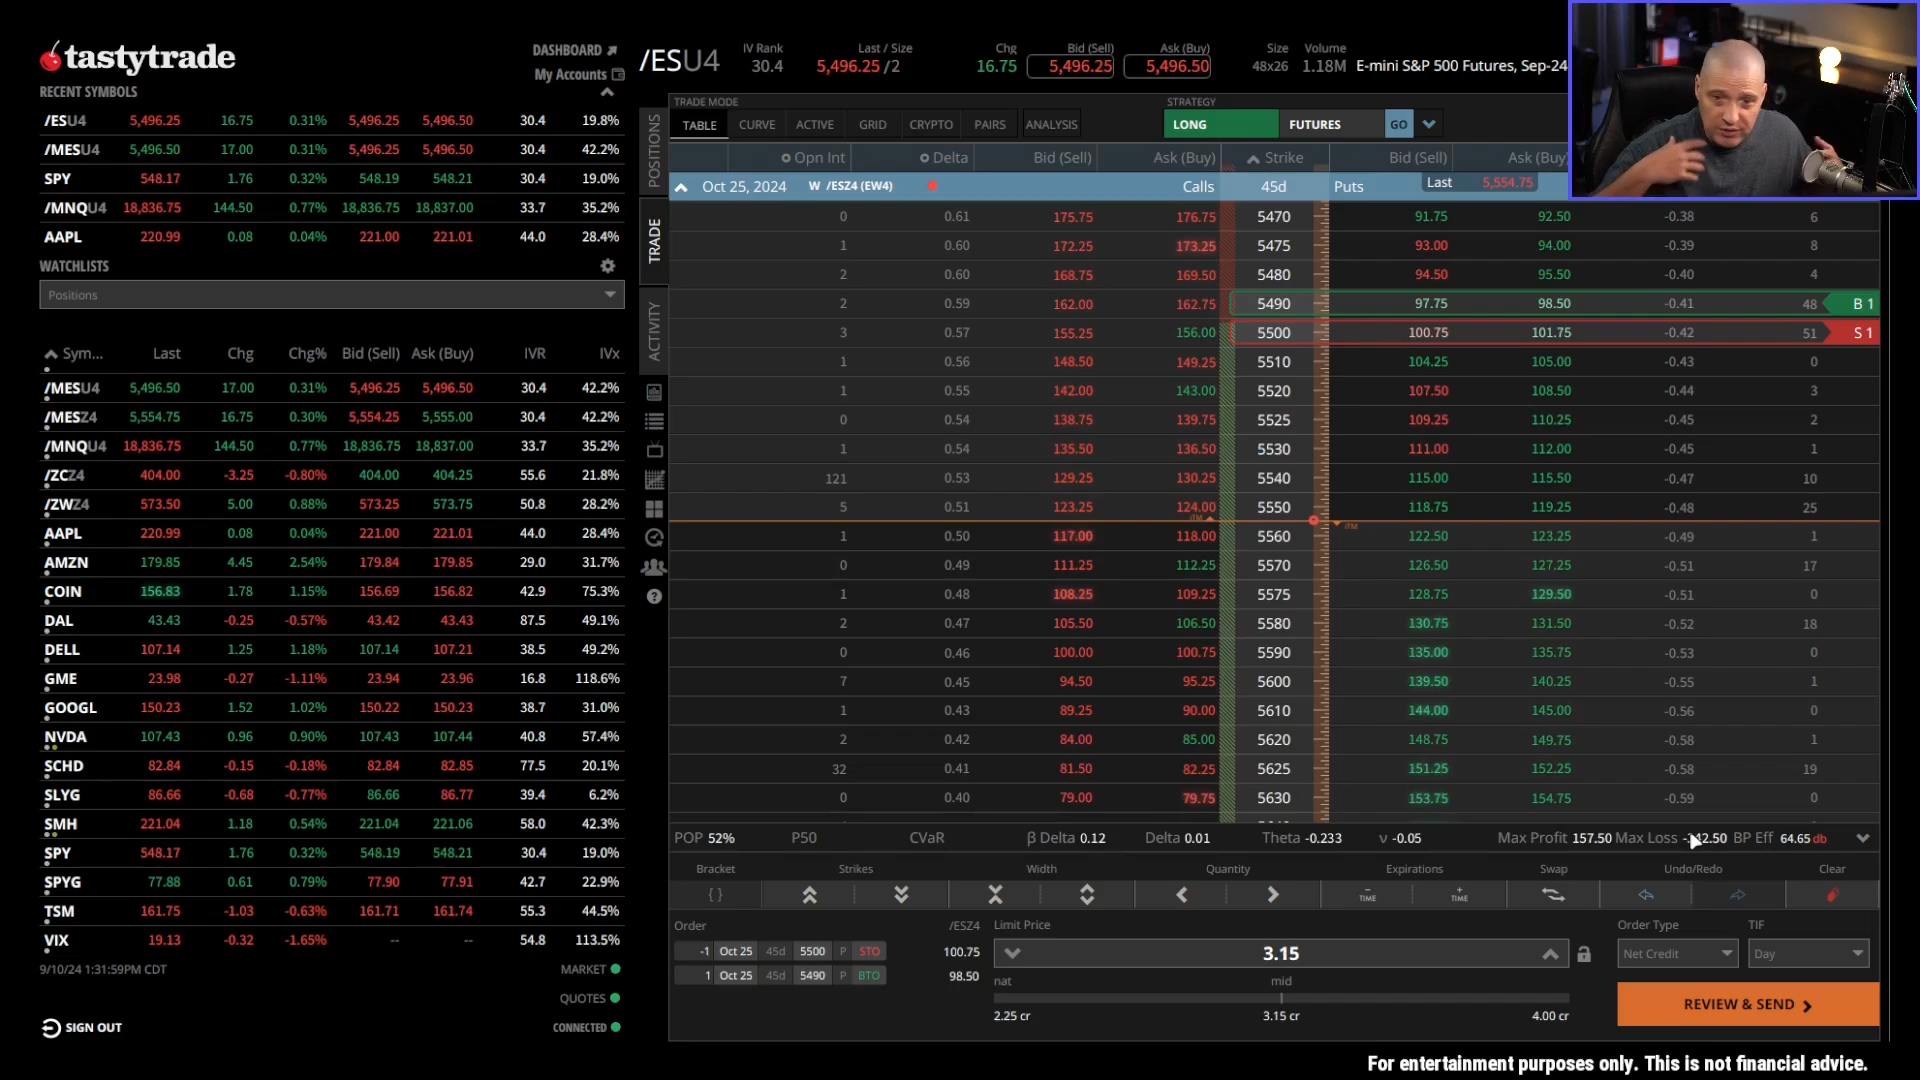 tastytrade
DASHBOARD
My Accounts
RECENT SYMBOLS
/ESU4 5,496.25 16.75 0.31% 5,496.25 5,496.50 30.4 19.8%
/MESU4 5,496.50 17.00 0.31% 5,496.25 5,496.50 30.4 42.2%
SPY 548.17 1.76 0.32% 548.19 548.21 30.4 19.0%
/MNQU4 18,836.75 144.50 0.77% 18,836.75 18,837.00 33.7 35.2%
AAPL 220.99 0.08 0.04% 221.00 221.01 44.0 28.4%
WATCHLISTS
Positions
Sym... Last Chg Chg% Bid (Sell) Ask (Buy) IVR IVx
/MESU4 5,496.50 17.00 0.31% 5,496.25 5,496.50 30.4 42.2%
/MESZ4 5,554.75 16.75 0.30% 5,554.25 5,555.00 30.4 42.2%
/MNQU4 18,836.75 144.50 0.77% 18,836.75 18,837.00 33.7 35.2%
/ZCZ4 404.00 -3.25 -0.80% 404.00 404.25 55.6 21.8%
/ZWZ4 573.50 5.00 0.88% 573.25 573.75 50.8 28.2%
AAPL 220.99 0.08 0.04% 221.00 221.01 44.0 28.4%
AMZN 179.85 4.45 2.54% 179.84 179.85 29.0 31.7%
COIN 156.83 1.78 1.15% 156.69 156.82 42.9 75.3%
DAL 43.43 -0.25 -0.57% 43.42 43.43 87.5 49.1%
DELL 107.14 1.25 1.18% 107.14 107.21 38.5 49.2%
GME 23.98 -0.27 -1.11% 23.94 23.96 16.8 118.6%
GOOGL 150.23 1.52 1.02% 150.22 150.23 38.7 31.0%
NVDA 107.43 0.96 0.90% 107.43 107.44 40.8 57.4%
SCHD 82.84 -0.15 -0.18% 82.84 82.85 77.5 20.1%
SLYG 86.66 -0.68 -0.77% 86.66 86.77 39.4 6.2%
SMH 221.04 1.18 0.54% 221.04 221.06 58.0 42.3%
SPY 548.17 1.76 0.32% 548.19 548.21 30.4 19.0%
SPYG 77.88 0.61 0.79% 77.90 77.91 42.7 22.9%
TSM 161.75 -1.03 -0.63% 161.71 161.74 55.3 44.5%
VIX 19.13 -0.32 -1.65% -- -- 54.8 113.5%
9/10/24 1:31:59PM CDT
MARKET
QUOTES
SIGN OUT
CONNECTED
POSITIONS
TRADE
ACTIVITY
/ESU4
IV Rank Last / Size Chg Bid (Sell) Ask (Buy) Size Volume
30.4 5,496.25 /2 16.75 5,496.25 5,496.50 48x26 1.18M E-mini S&P 500 Futures, Sep-24
TRADE MODE
TABLE CURVE ACTIVE GRID CRYPTO PAIRS ANALYSIS
STRATEGY
LONG FUTURES GO
Opn Int Delta Bid (Sell) Ask (Buy) Strike Bid (Sell) Ask (Buy)
Oct 25, 2024 W /ESZ4 (EW4) Calls 45d Puts Last 5,554.75
0 0.61 175.75 176.75 5470 91.75 92.50 -0.38 6
1 0.60 172.25 173.25 5475 93.00 94.00 -0.39 8
2 0.60 168.75 169.50 5480 94.50 95.50 -0.40 4
2 0.59 162.00 162.75 5490 97.75 98.50 -0.41 48 B 1
3 0.57 155.25 156.00 5500 100.75 101.75 -0.42 51 S 1
1 0.56 148.50 149.25 5510 104.25 105.00 -0.43 0
1 0.55 142.00 143.00 5520 107.50 108.50 -0.44 3
0 0.54 138.75 139.75 5525 109.25 110.25 -0.45 2
1 0.54 135.50 136.50 5530 111.00 112.00 -0.45 1
121 0.53 129.25 130.25 5540 115.00 115.50 -0.47 10
5 0.51 123.25 124.00 5550 118.75 119.25 -0.48 25
ITM ITM
1 0.50 117.00 118.00 5560 122.50 123.25 -0.49 1
0 0.49 111.25 112.25 5570 126.50 127.25 -0.51 17
1 0.48 108.25 109.25 5575 128.75 129.50 -0.51 0
2 0.47 105.50 106.50 5580 130.75 131.50 -0.52 18
0 0.46 100.00 100.75 5590 135.00 135.75 -0.53 0
7 0.45 94.50 95.25 5600 139.50 140.25 -0.55 1
1 0.43 89.25 90.00 5610 144.00 145.00 -0.56 0
2 0.42 84.00 85.00 5620 148.75 149.75 -0.58 1
32 0.41 81.50 82.25 5625 151.25 152.25 -0.58 19
0 0.40 79.00 79.75 5630 153.75 154.75 -0.59 0
POP 52% P50 CVaR β Delta 0.12 Delta 0.01 Theta -0.233 ν -0.05 Max Profit 157.50 Max Loss BP Eff 64.65 db
Bracket Strikes Width Quantity Expirations Swap Undo/Redo Clear
{ } TIME TIME
Order /ESZ4 Limit Price Order Type TIF
-1 Oct 25 45d 5500 P STO 100.75 3.15 Net Credit Day
1 Oct 25 45d 5490 P BTO 98.50
nat mid
2.25 cr 3.15 cr 4.00 cr
REVIEW & SEND
For entertainment purposes only. This is not financial advice.